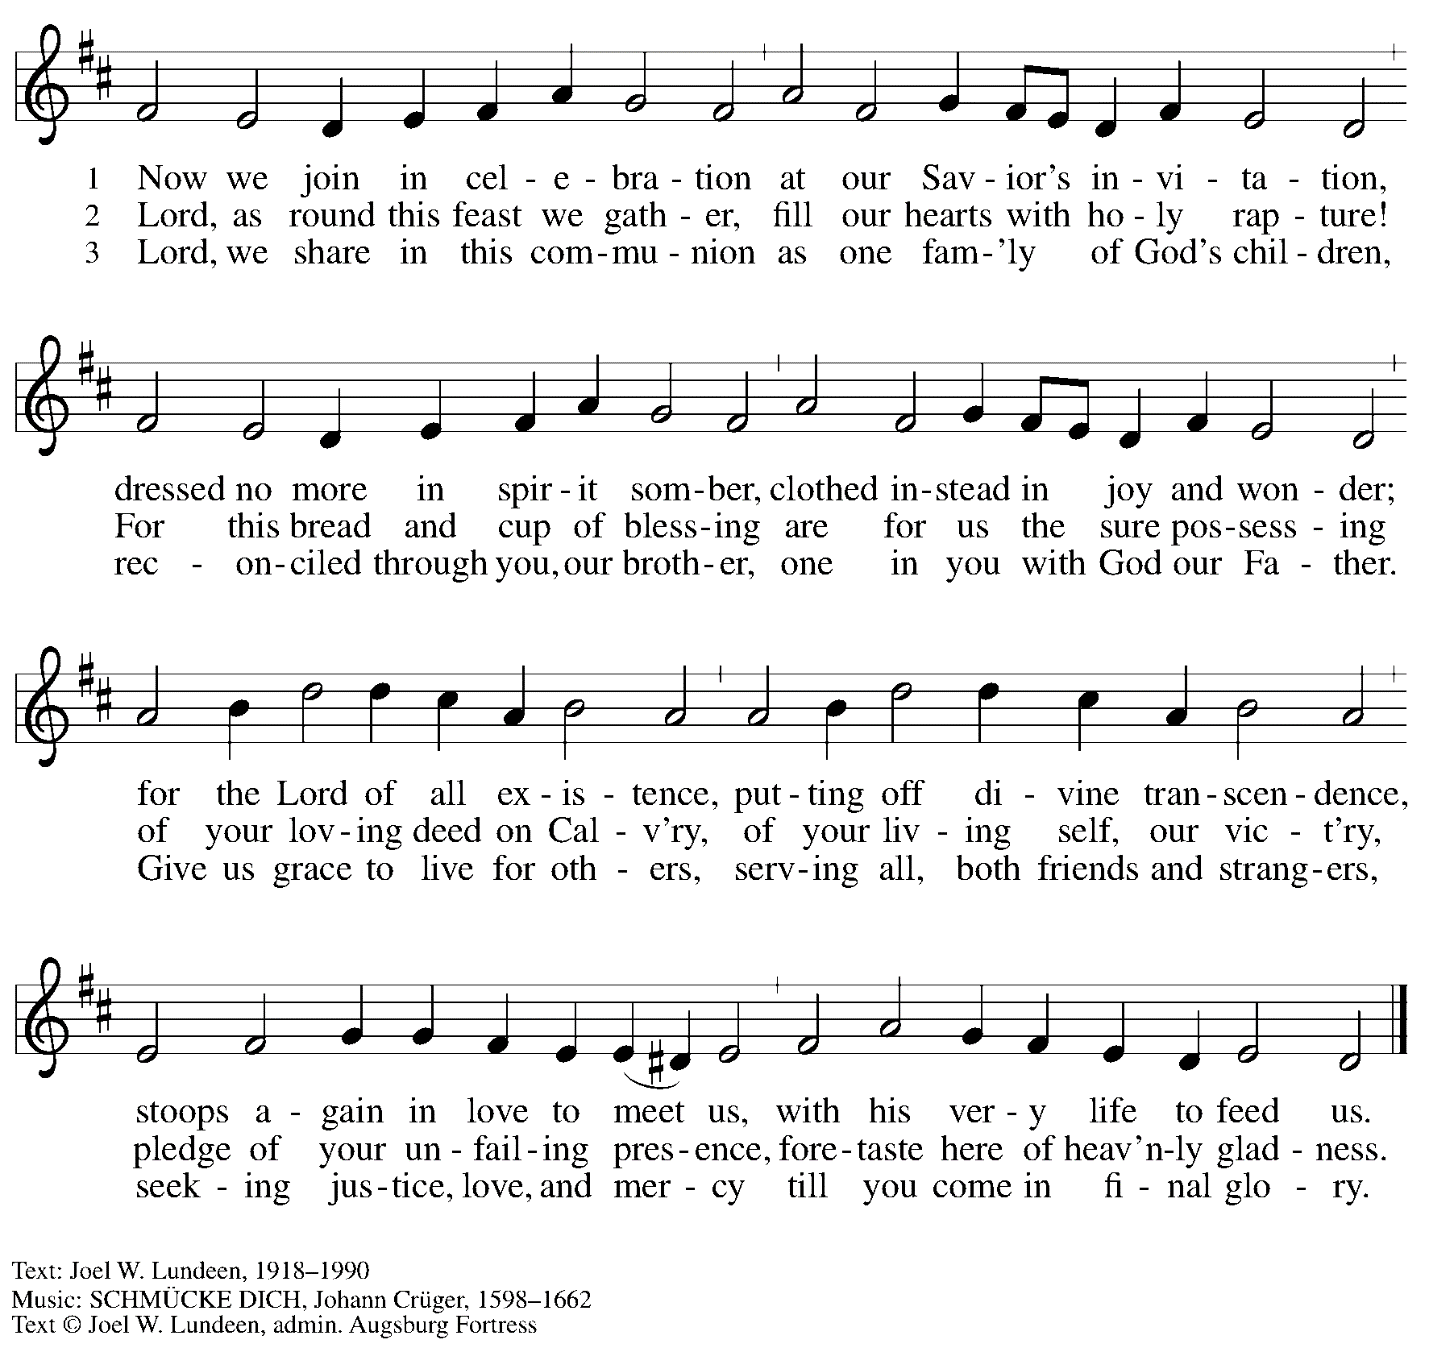 1 Now we join in cel - e - bra - tion at our Sav - ior's in - vi - ta - tion,
2 Lord, as round this feast we gath - er, fill our hearts with ho - ly rap - ture!
3 Lord, we share in this com - mu - nion as one fam - 'ly of God's chil - dren,
dressed no more in spir - it som - ber, clothed in - stead in joy and won - der;
For this bread and cup of bless - ing are for us the sure pos - sess - ing
rec - on - ciled through you, our broth - er, one in you with God our Fa - ther.
for the Lord of all ex - is - tence, put - ting off di - vine tran - scen - dence,
of your lov - ing deed on Cal - v'ry, of your liv - ing self, our vic - t'ry,
Give us grace to live for oth - ers, serv - ing all, both friends and strang - ers,
stoops a - gain in love to meet us, with his ver - y life to feed us.
pledge of your un - fail - ing pres - ence, fore - taste here of heav'n - ly glad - ness.
seek - ing jus - tice, love, and mer - cy till you come in fi - nal glo - ry.
Text: Joel W. Lundeen, 1918–1990
Music: SCHMÜCKE DICH, Johann Crüger, 1598–1662
Text © Joel W. Lundeen, admin. Augsburg Fortress